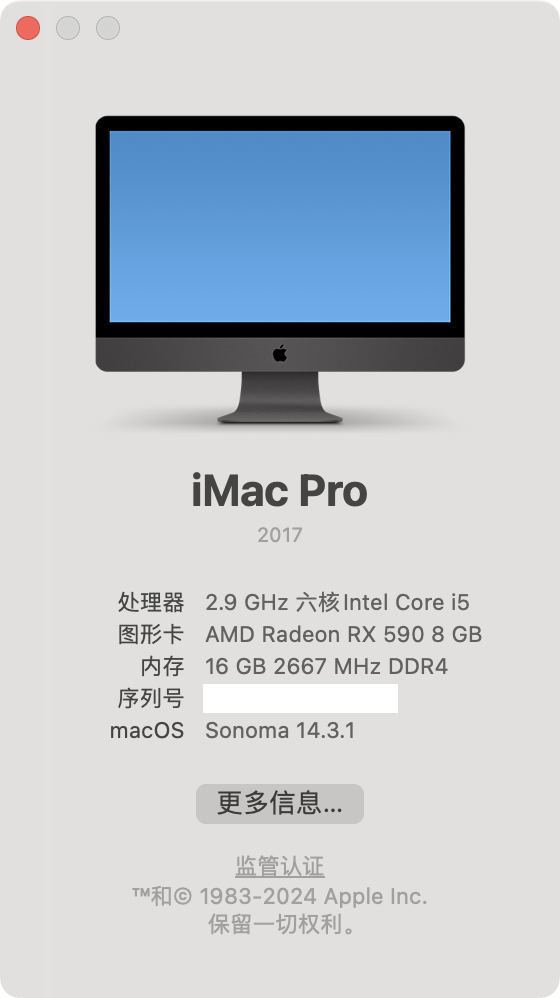 iMac Pro
2017
处理器 2.9 GHz 六核Intel Core i5
图形卡 AMD Radeon RX 590 8 GB
内存 16 GB 2667 MHz DDR4
序列号
macOS Sonoma 14.3.1
更多信息...
监管认证
™和© 1983-2024 Apple Inc.
保留一切权利。